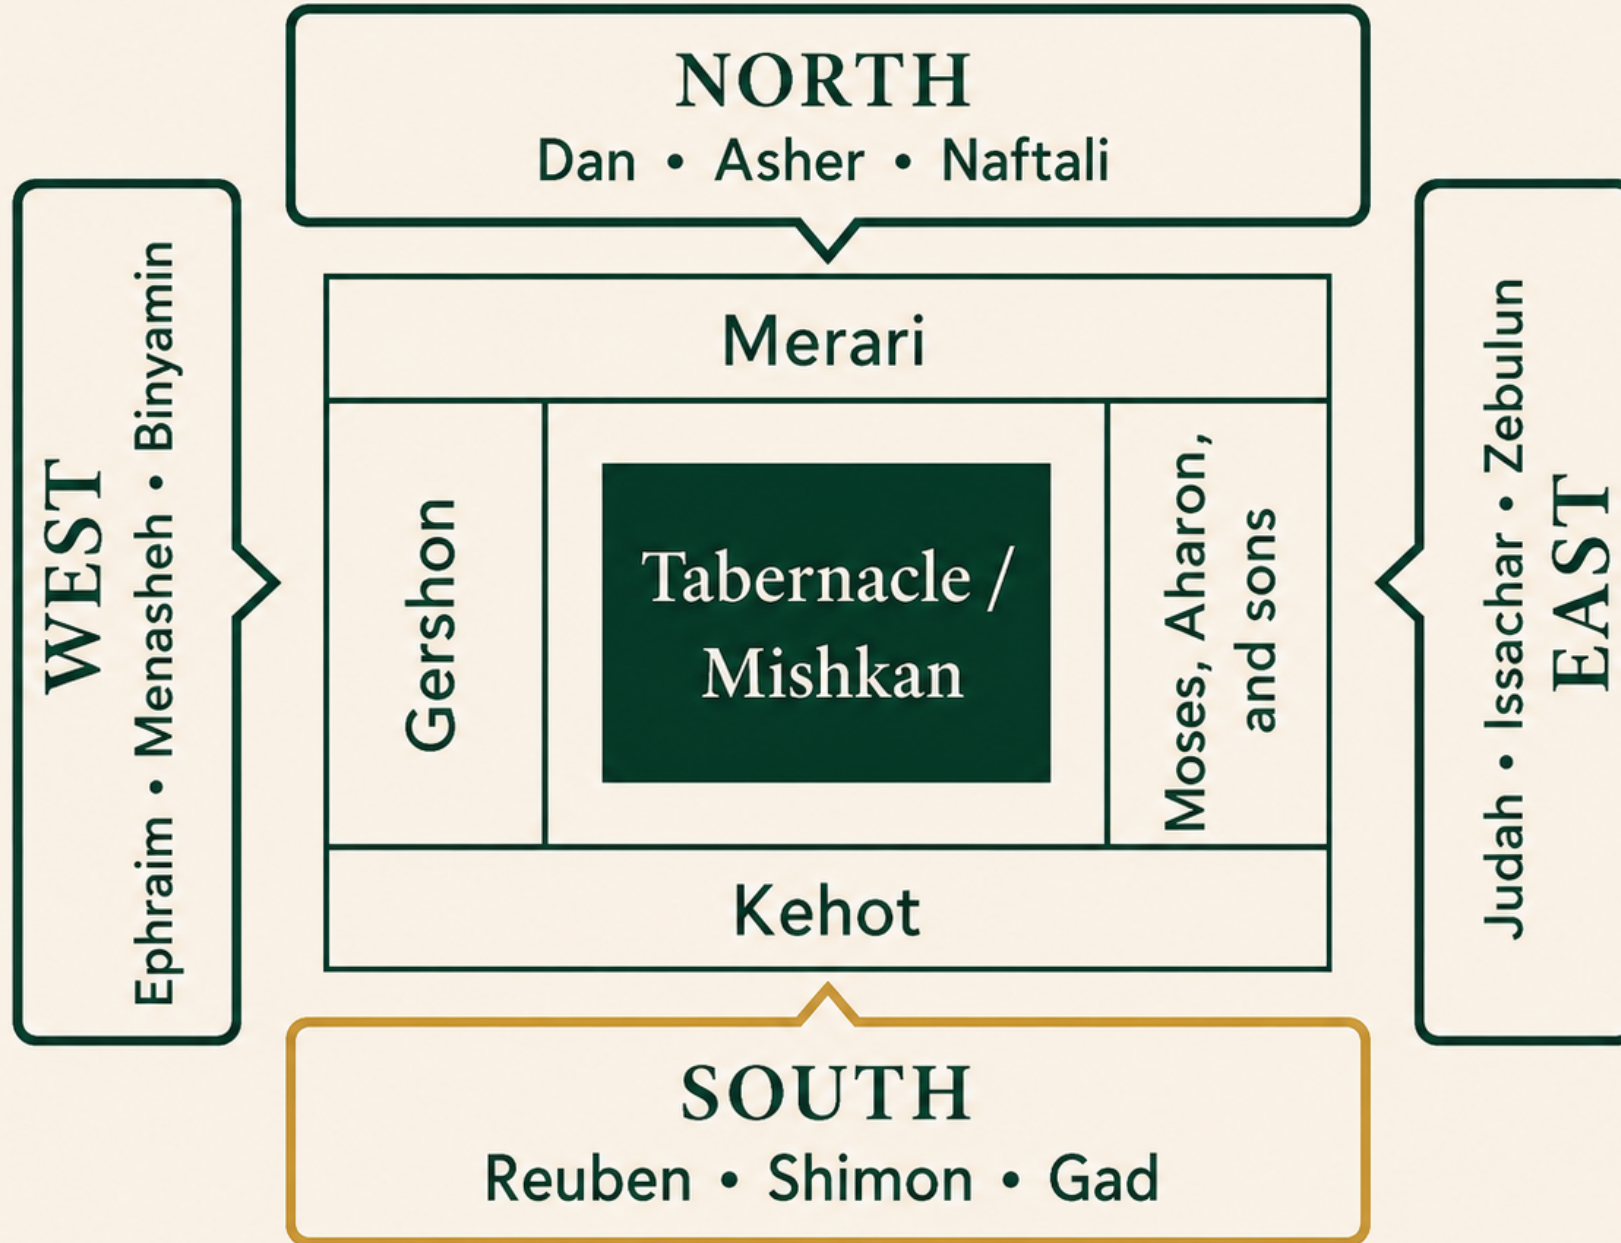 NORTH
Dan • Asher • Naftali
WEST
Ephraim • Menasheh • Binyamin
Merari
Gershon
Tabernacle /
Mishkan
Moses, Aharon,
and sons
Kehot
Judah • Issachar • Zebulun
EAST
SOUTH
Reuben • Shimon • Gad